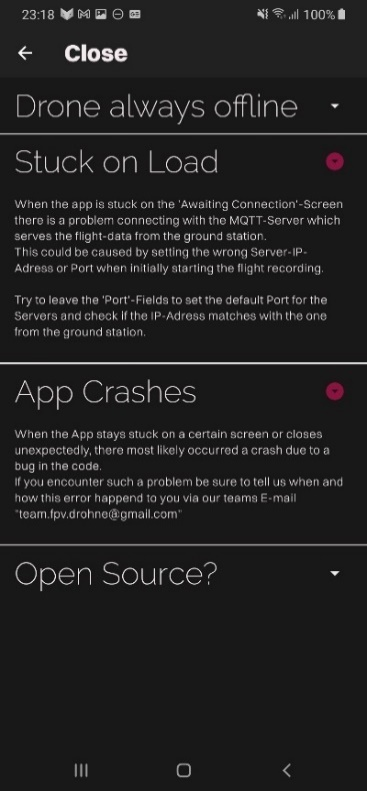 23:18 100%
Close
Drone always offline
Stuck on Load
When the app is stuck on the 'Awaiting Connection'-Screen
there is a problem connecting with the MQTT-Server which
serves the flight-data from the ground station.
This could be caused by setting the wrong Server-IP-
Adress or Port when initially starting the flight recording.
Try to leave the 'Port'-Fields to set the default Port for the
Servers and check if the IP-Adress matches with the one
from the ground station.
App Crashes
When the App stays stuck on a certain screen or closes
unexpectedly, there most likely occurred a crash due to a
bug in the code.
If you encounter such a problem be sure to tell us when and
how this error happend to you via our teams E-mail
"team.fpv.drohne@gmail.com"
Open Source?